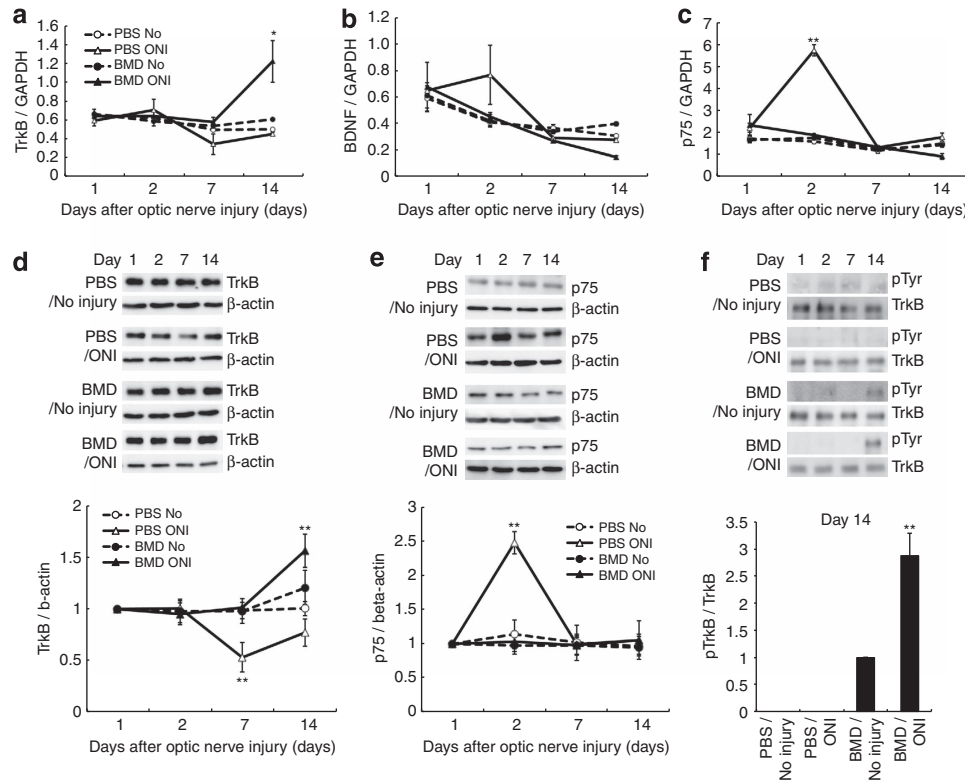 a
1.6
1.4
1.2
1.0
0.8
0.6
0.4
0.2
0
TrkB / GAPDH
PBS No
PBS ONI
BMD No
BMD ONI
*
1 2 7 14
Days after optic nerve injury (days)
b
1.2
1.0
0.8
0.6
0.4
0.2
0
BDNF / GAPDH
1 2 7 14
Days after optic nerve injury (days)
c
7
6
5
4
3
2
1
0
p75 / GAPDH
**
1 2 7 14
Days after optic nerve injury (days)
d
Day 1 2 7 14
PBS
/No injury
TrkB
β-actin
PBS
/ONI
TrkB
β-actin
BMD
/No injury
TrkB
β-actin
BMD
/ONI
TrkB
β-actin
2
1.5
1
0.5
0
TrkB / b-actin
PBS No
PBS ONI
BMD No
BMD ONI
**
**
1 2 7 14
Days after optic nerve injury (days)
e
Day 1 2 7 14
PBS
/No injury
p75
β-actin
PBS
/ONI
p75
β-actin
BMD
/No injury
p75
β-actin
BMD
/ONI
p75
β-actin
3
2.5
2
1.5
1
0.5
0
p75 / beta-actin
**
PBS No
PBS ONI
BMD No
BMD ONI
1 2 7 14
Days after optic nerve injury (days)
f
Day 1 2 7 14
PBS
/No injury
pTyr
TrkB
PBS
/ONI
pTyr
TrkB
BMD
/No injury
pTyr
TrkB
BMD
/ONI
pTyr
TrkB
Day 14
3.5
3
2.5
2
1.5
1
0.5
0
pTrkB / TrkB
**
PBS /
No injury
PBS /
ONI
BMD /
No injury
BMD /
ONI